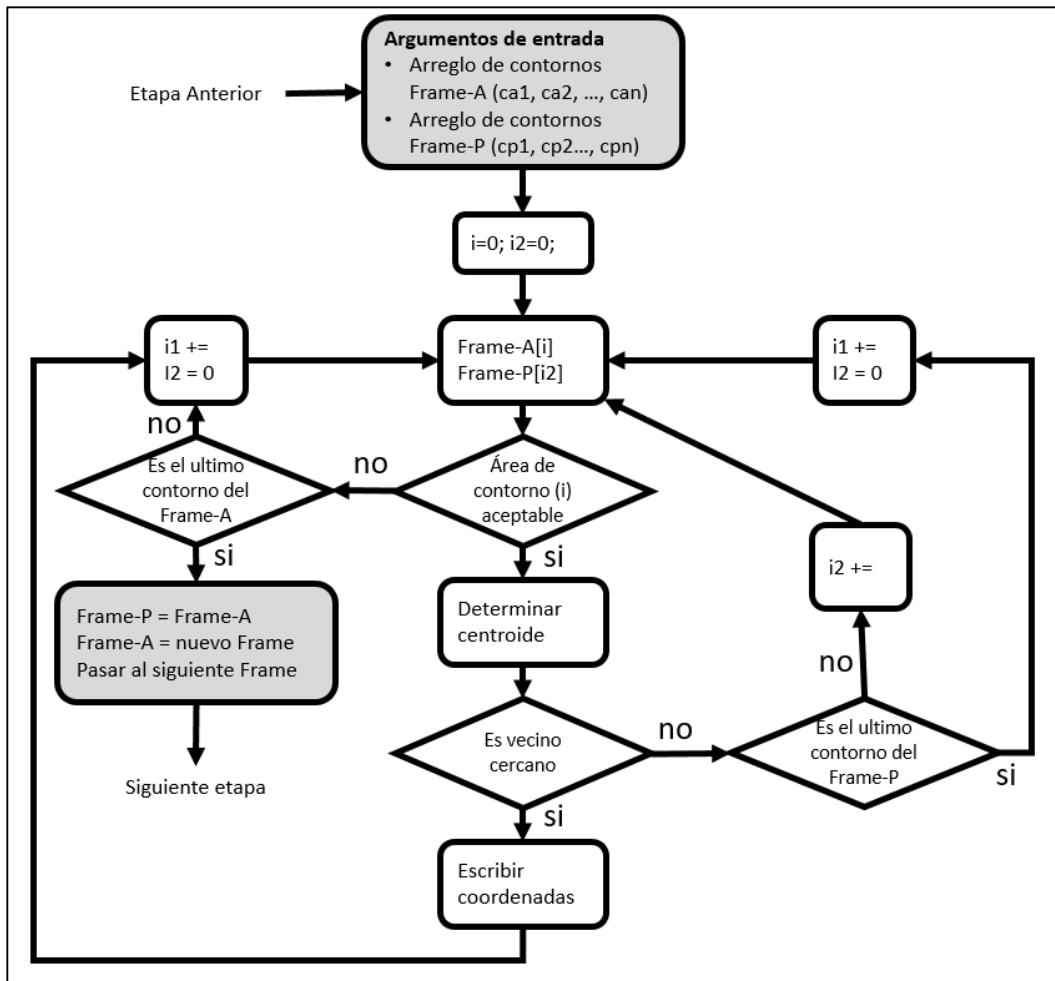 Argumentos de entrada
• Arreglo de contornos
Frame-A (ca1, ca2, …, can)
• Arreglo de contornos
Frame-P (cp1, cp2…, cpn)
Etapa Anterior
i=0; i2=0;
i1 +=
I2 = 0
Frame-A[i]
Frame-P[i2]
i1 +=
I2 = 0
no
Es el ultimo
contorno del
Frame-A
no
Área de
contorno (i)
aceptable
si
si
i2 +=
Frame-P = Frame-A
Frame-A = nuevo Frame
Pasar al siguiente Frame
Determinar
centroide
no
Siguiente etapa
Es vecino
cercano
no
Es el ultimo
contorno del
Frame-P
si
si
Escribir
coordenadas